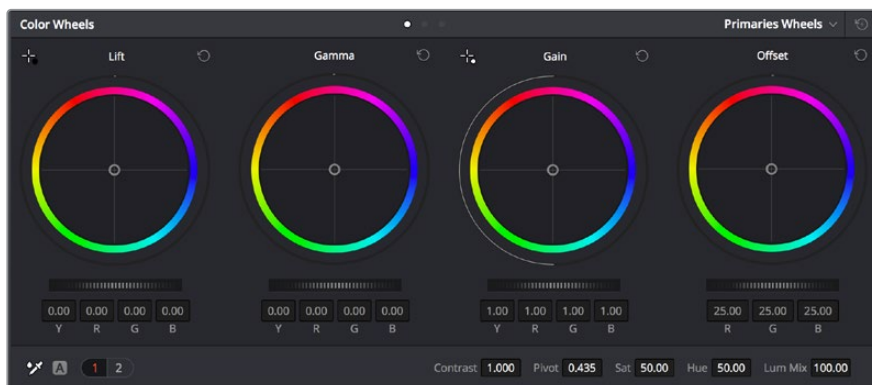 Color Wheels Primaries Wheels
Lift Gamma Gain Offset
0.00 0.00 0.00 0.00 0.00 0.00 0.00 0.00 1.00 1.00 1.00 1.00 25.00 25.00 25.00
Y R G B Y R G B Y R G B R G B
A 1 2 Contrast 1.000 Pivot 0.435 Sat 50.00 Hue 50.00 Lum Mix 100.00